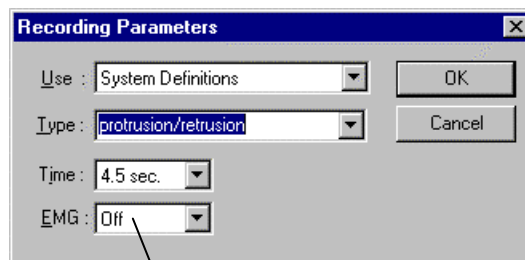 Recording Parameters
Use : System Definitions
OK
Type : protrusion/retrusion
Cancel
Time : 4.5 sec.
EMG : Off